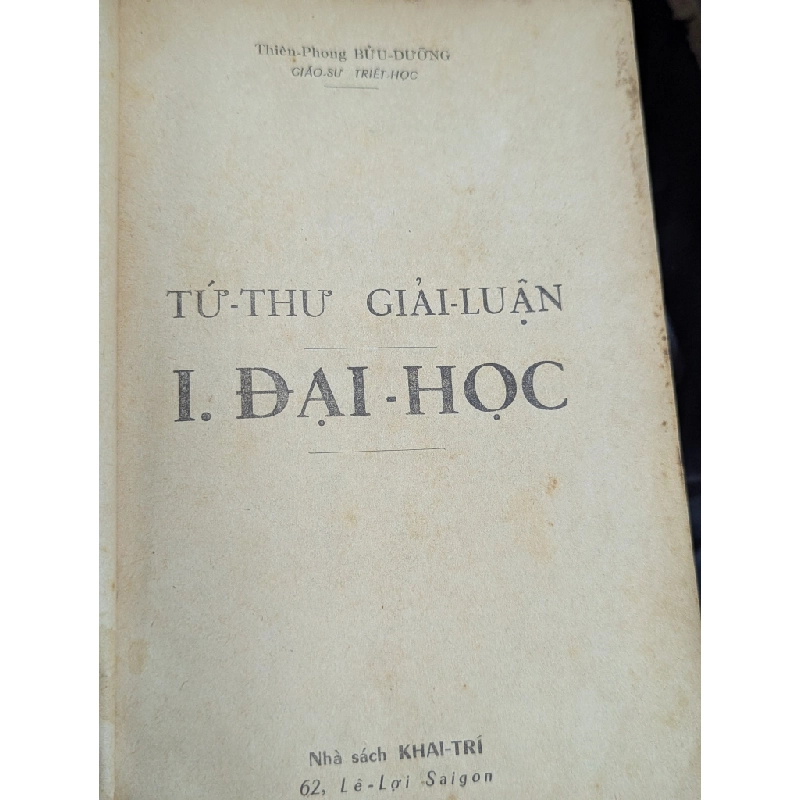 Thiên-Phong BỬU-DƯỠNG
GIÁO-SƯ TRIẾT-HỌC
TỨ-THƯ GIẢI-LUẬN
I. ĐẠI-HỌC
Nhà sách KHAI-TRÍ
62, Lê-Lợi Saigon